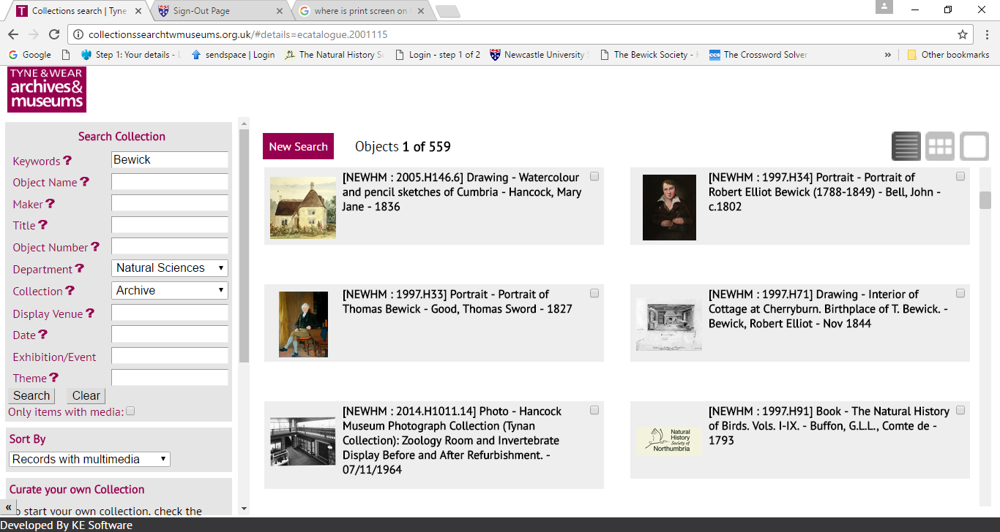 Collections search | Tyne
Sign-Out Page
where is print screen on
collectionssearchtwmuseums.org.uk/#details=ecatalogue.2001115
Google
Step 1: Your details -
sendspace | Login
The Natural History
Login - step 1 of 2
Newcastle University
The Bewick Society -
The Crossword Solver
»
Other bookmarks
TYNE & WEAR
archives&
museums
Search Collection
Keywords ?
Bewick
Object Name ?
Maker ?
Title ?
Object Number ?
Department ?
Natural Sciences
Collection ?
Archive
Display Venue ?
Date ?
Exhibition/Event
Theme ?
Search
Clear
Only items with media:
Sort By
Records with multimedia
Curate your own Collection
o start your own collection, check the
«
New Search
Objects 1 of 559
[NEWHM : 2005.H146.6] Drawing - Watercolour
and pencil sketches of Cumbria - Hancock, Mary
Jane - 1836
[NEWHM : 1997.H34] Portrait - Portrait of
Robert Elliot Bewick (1788-1849) - Bell, John -
c.1802
[NEWHM : 1997.H33] Portrait - Portrait of
Thomas Bewick - Good, Thomas Sword - 1827
[NEWHM : 1997.H71] Drawing - Interior of
Cottage at Cherryburn. Birthplace of T. Bewick. -
Bewick, Robert Elliot - Nov 1844
[NEWHM : 2014.H1011.14] Photo - Hancock
Museum Photograph Collection (Tynan
Collection): Zoology Room and Invertebrate
Display Before and After Refurbishment. -
07/11/1964
Natural
History
Society of
Northumbria
[NEWHM : 1997.H91] Book - The Natural History
of Birds. Vols. I-IX. - Buffon, G.L.L., Comte de -
1793
Developed By KE Software